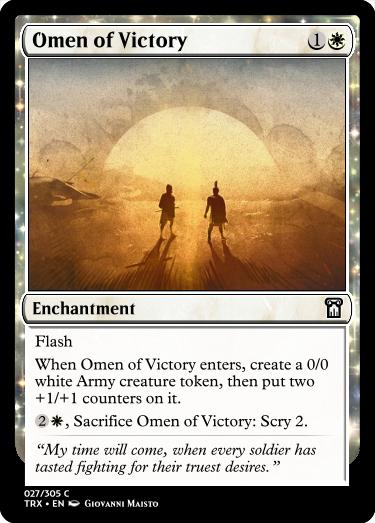 Omen of Victory 1
Enchantment
Flash
When Omen of Victory enters, create a 0/0
white Army creature token, then put two
+1/+1 counters on it.
2, Sacrifice Omen of Victory: Scry 2.
“My time will come, when every soldier has
tasted fighting for their truest desires.”
027/305 C
TRX • EN Giovanni Maisto